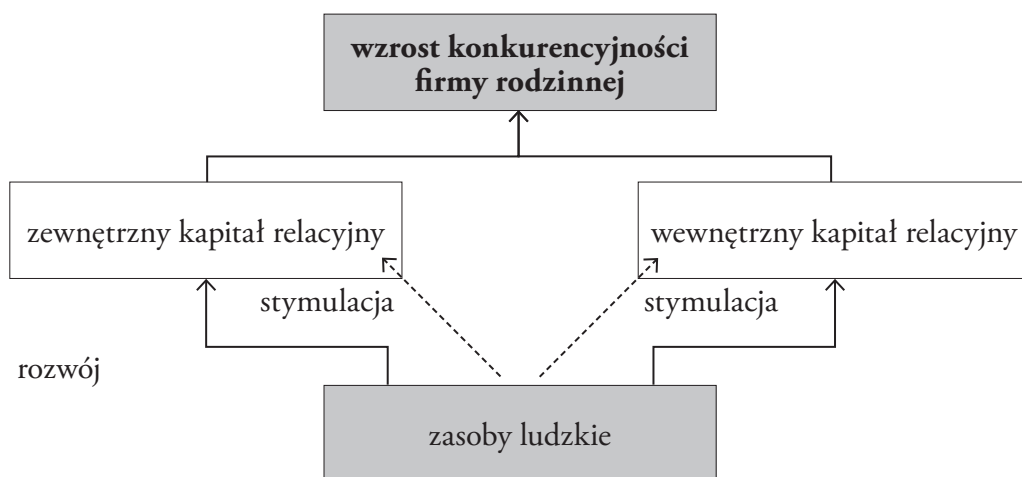 wzrost konkurencyjności
firmy rodzinnej
zewnętrzny kapitał relacyjny
wewnętrzny kapitał relacyjny
stymulacja
stymulacja
rozwój
zasoby ludzkie